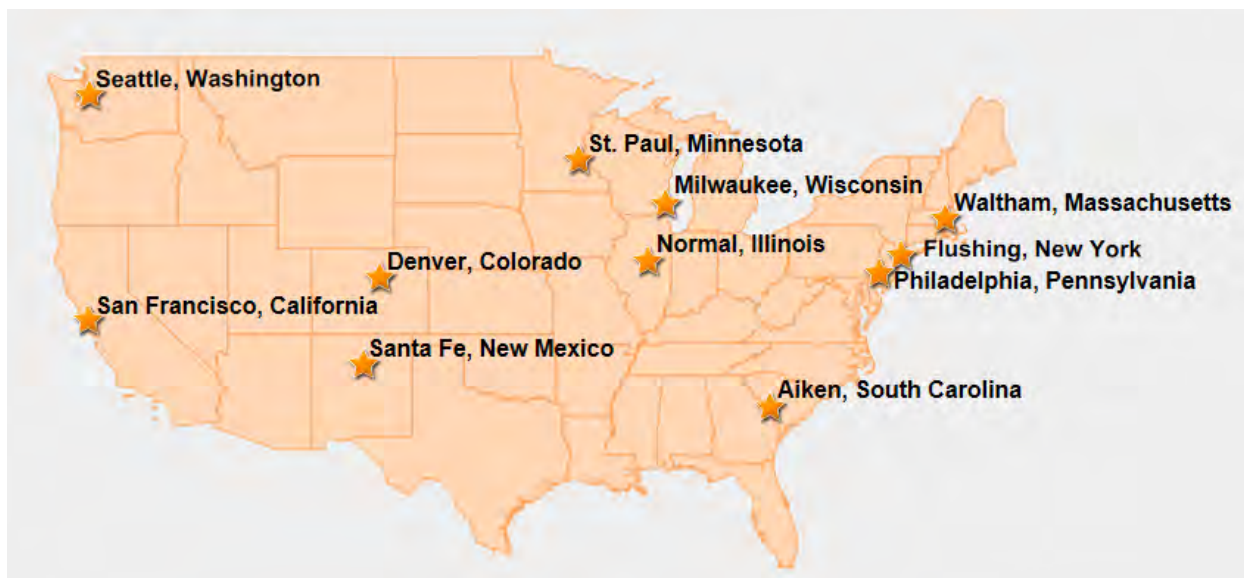 Seattle, Washington
St. Paul, Minnesota
Milwaukee, Wisconsin
Waltham, Massachusetts
Normal, Illinois
Flushing, New York
Denver, Colorado
Philadelphia, Pennsylvania
San Francisco, California
Santa Fe, New Mexico
Aiken, South Carolina